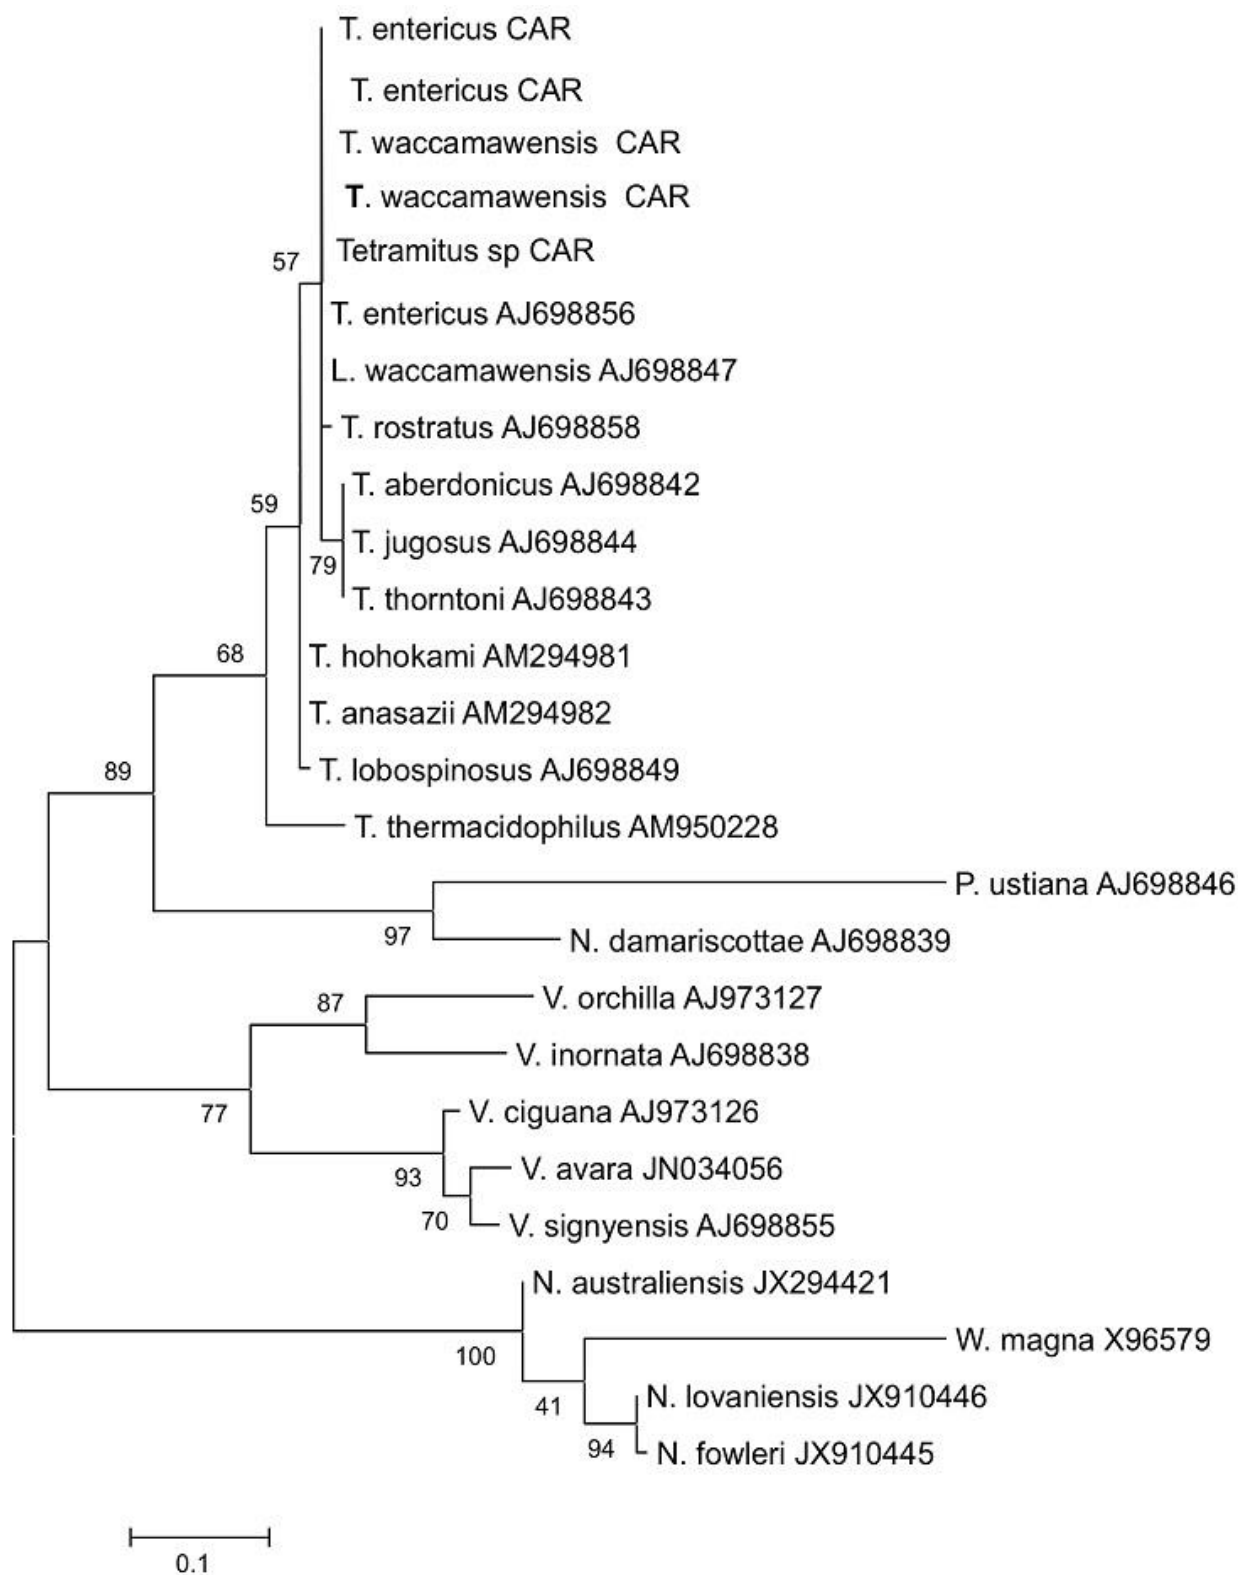 T. entericus CAR
T. entericus CAR
T. waccamawensis CAR
T. waccamawensis CAR
Tetramitus sp CAR
57
T. entericus AJ698856
L. waccamawensis AJ698847
T. rostratus AJ698858
T. aberdonicus AJ698842
59
T. jugosus AJ698844
79
T. thorntoni AJ698843
68
T. hohokami AM294981
T. anasazii AM294982
T. lobospinosus AJ698849
89
T. thermacidophilus AM950228
P. ustiana AJ698846
97
N. damariscottae AJ698839
V. orchilla AJ973127
87
V. inornata AJ698838
V. ciguana AJ973126
77
V. avara JN034056
93
V. signyensis AJ698855
70
N. australiensis JX294421
W. magna X96579
100
N. lovaniensis JX910446
41
N. fowleri JX910445
94
0.1